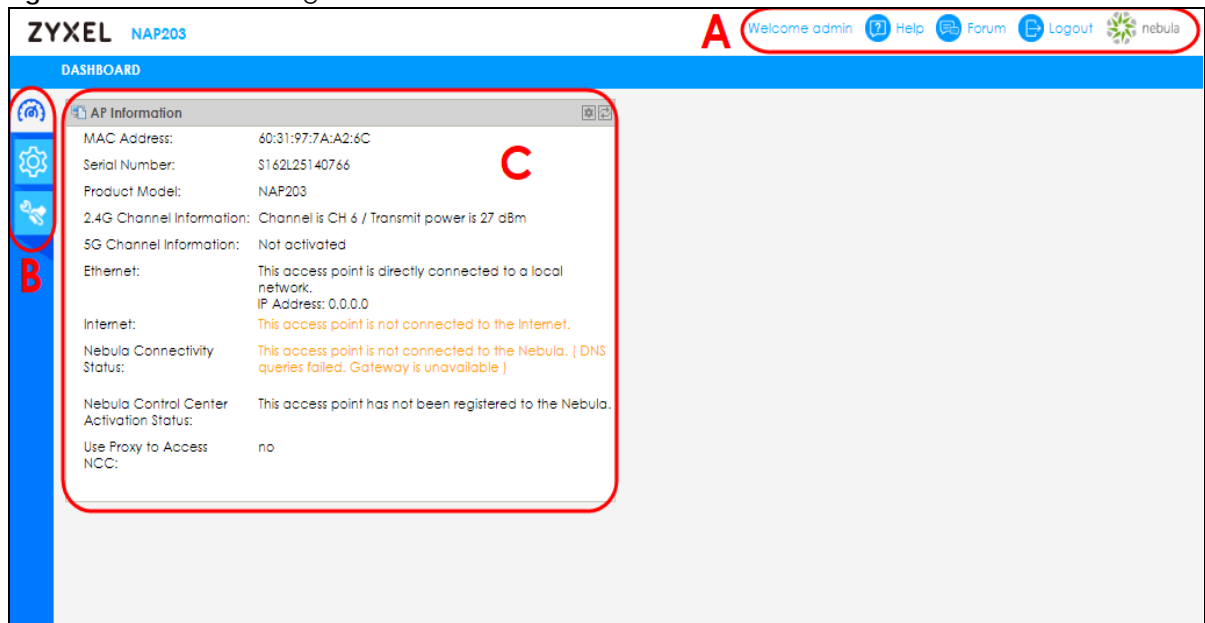 ZYXEL NAP203
A
Welcome admin Help Forum Logout nebula
DASHBOARD
AP Information
MAC Address: 60:31:97:7A:A2:6C
Serial Number: S162L25140766
C
Product Model: NAP203
2.4G Channel Information: Channel is CH 6 / Transmit power is 27 dBm
5G Channel Information: Not activated
B
Ethernet: This access point is directly connected to a local
network.
IP Address: 0.0.0.0
Internet: This access point is not connected to the Internet.
Nebula Connectivity
Status:
This access point is not connected to the Nebula. ( DNS
queries failed. Gateway is unavailable )
Nebula Control Center
Activation Status:
This access point has not been registered to the Nebula.
Use Proxy to Access
NCC:
no